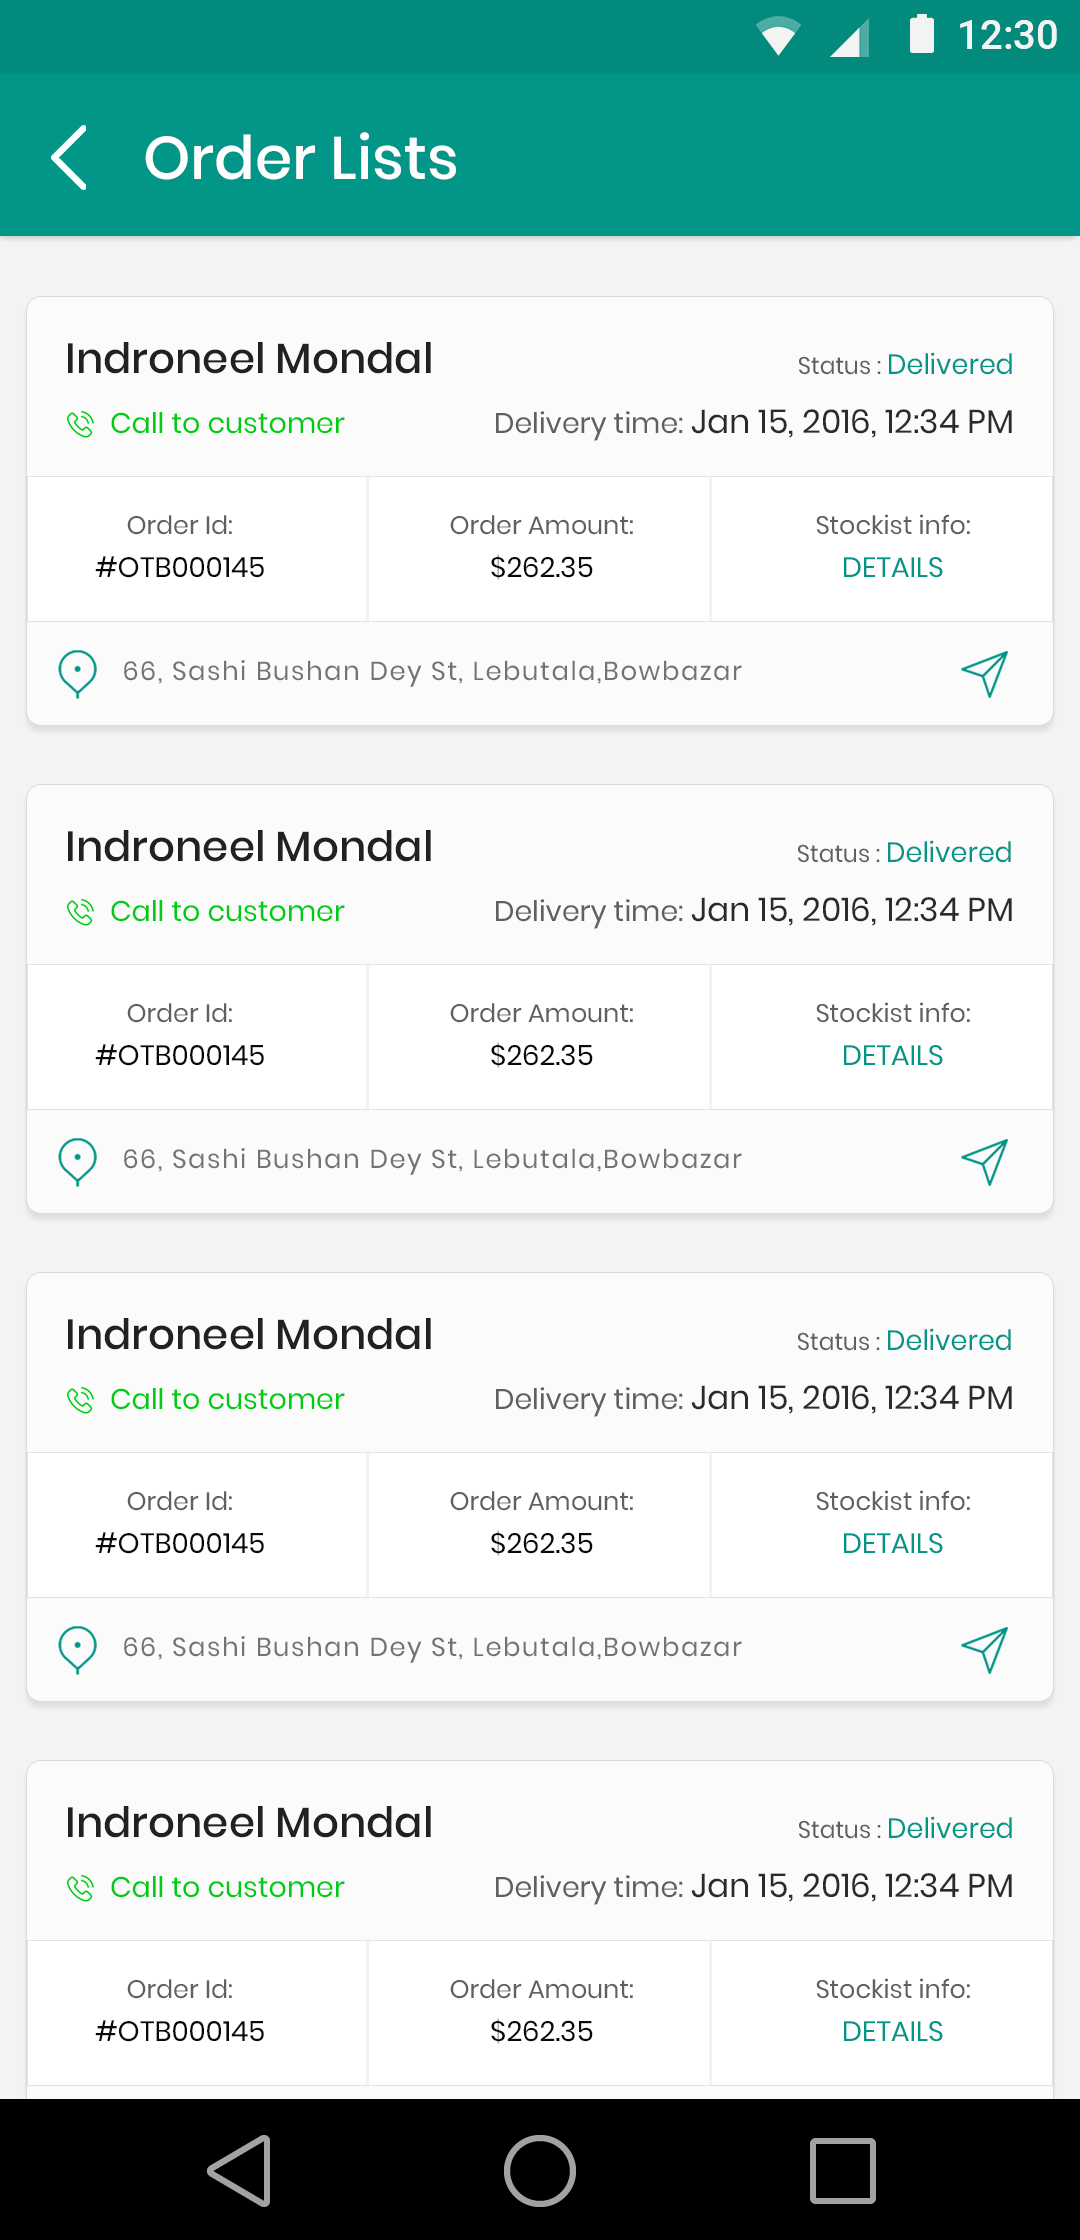 12:30
Order Lists
Indroneel Mondal
Status : Delivered
Call to customer
Delivery time: Jan 15, 2016, 12:34 PM
Order Id:
Order Amount:
Stockist info:
#OTB000145
$262.35
DETAILS
66, Sashi Bushan Dey St, Lebutala,Bowbazar
Indroneel Mondal
Status : Delivered
Call to customer
Delivery time: Jan 15, 2016, 12:34 PM
Order Id:
Order Amount:
Stockist info:
#OTB000145
$262.35
DETAILS
66, Sashi Bushan Dey St, Lebutala,Bowbazar
Indroneel Mondal
Status : Delivered
Call to customer
Delivery time: Jan 15, 2016, 12:34 PM
Order Id:
Order Amount:
Stockist info:
#OTB000145
$262.35
DETAILS
66, Sashi Bushan Dey St, Lebutala,Bowbazar
Indroneel Mondal
Status : Delivered
Call to customer
Delivery time: Jan 15, 2016, 12:34 PM
Order Id:
Order Amount:
Stockist info:
#OTB000145
$262.35
DETAILS